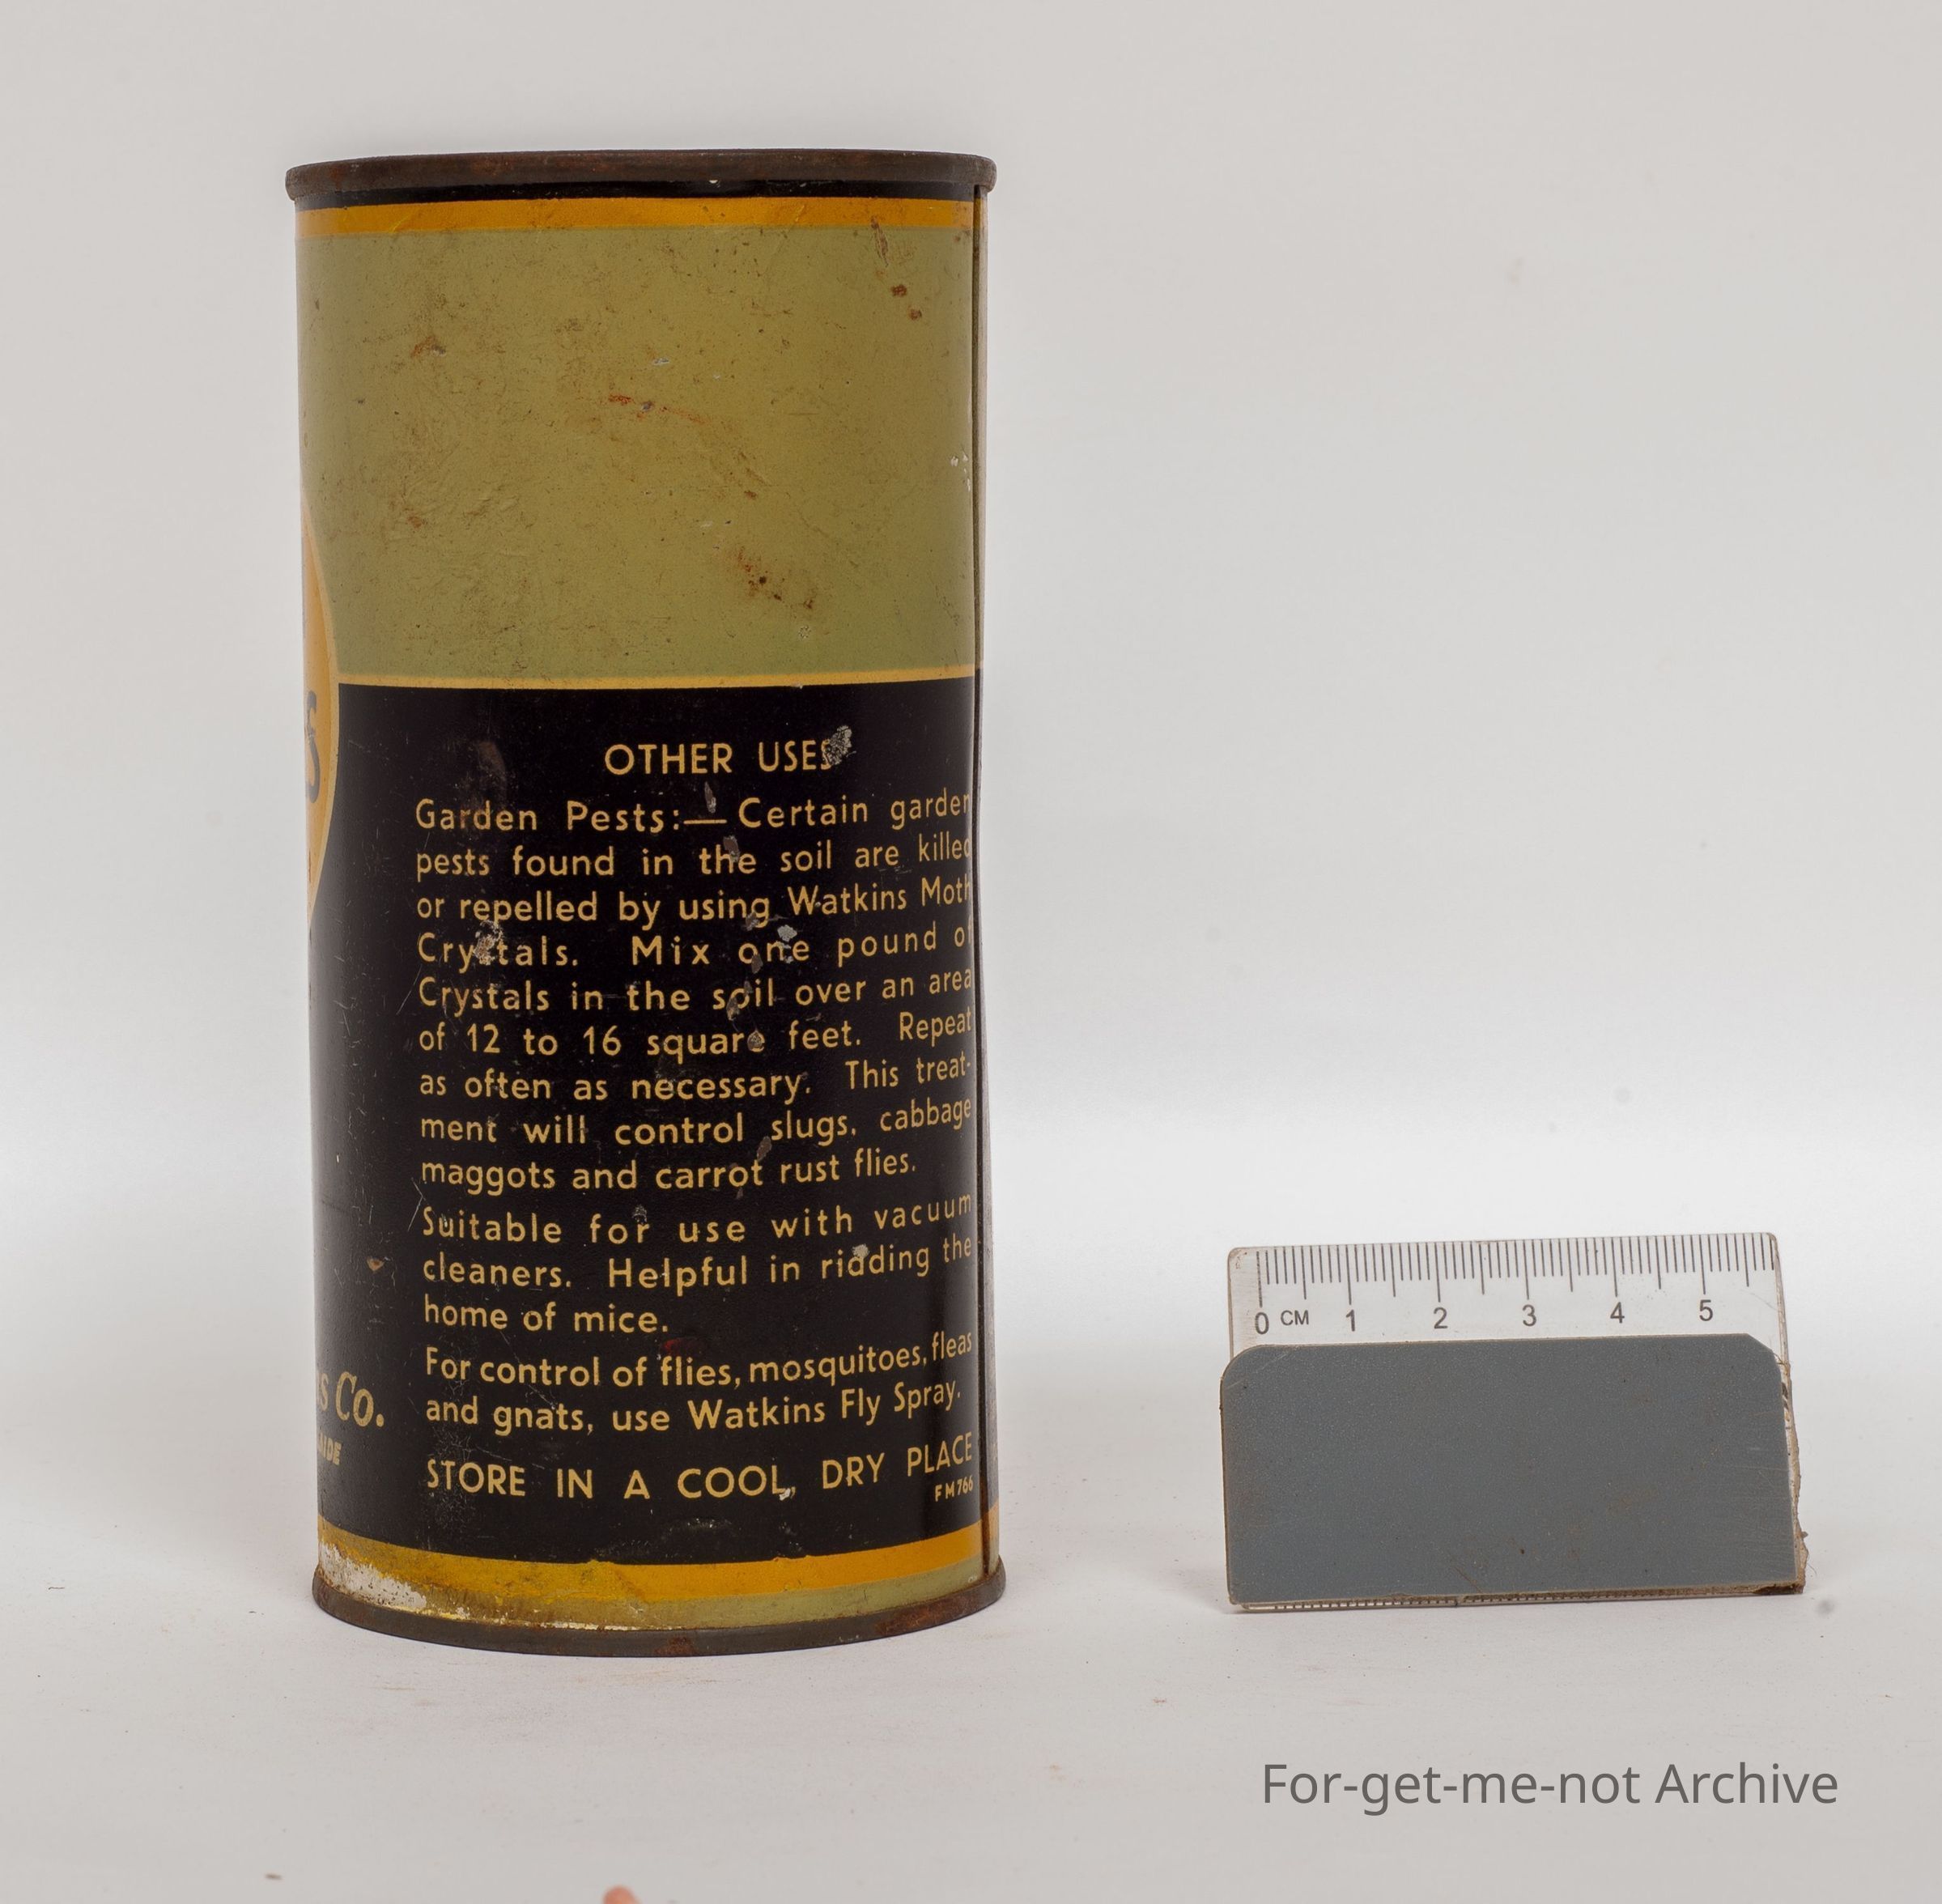 OTHER USES
Garden Pests:—Certain garden
pests found in the soil are killed
or repelled by using Watkins Moth
Crystals. Mix one pound of
Crystals in the soil over an area
of 12 to 16 square feet. Repeat
as often as necessary. This treat-
ment will control slugs, cabbage
maggots and carrot rust flies.
Suitable for use with vacuum
cleaners. Helpful in ridding the
home of mice.
For control of flies, mosquitoes, fleas
and gnats, use Watkins Fly Spray.
STORE IN A COOL, DRY PLACE
FM766
Co.
0 CM 1 2 3 4 5
For-get-me-not Archive